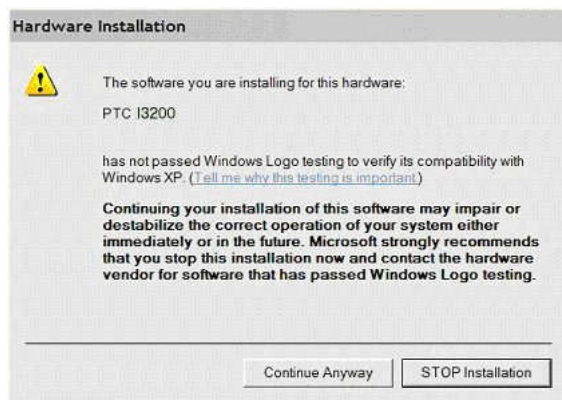 Hardware Installation
The software you are installing for this hardware:
PTC I3200
has not passed Windows Logo testing to verify its compatibility with
Windows XP. (Tell me why this testing is important.)
Continuing your installation of this software may impair or
destabilize the correct operation of your system either
immediately or in the future. Microsoft strongly recommends
that you stop this installation now and contact the hardware
vendor for software that has passed Windows Logo testing.
Continue Anyway
STOP Installation